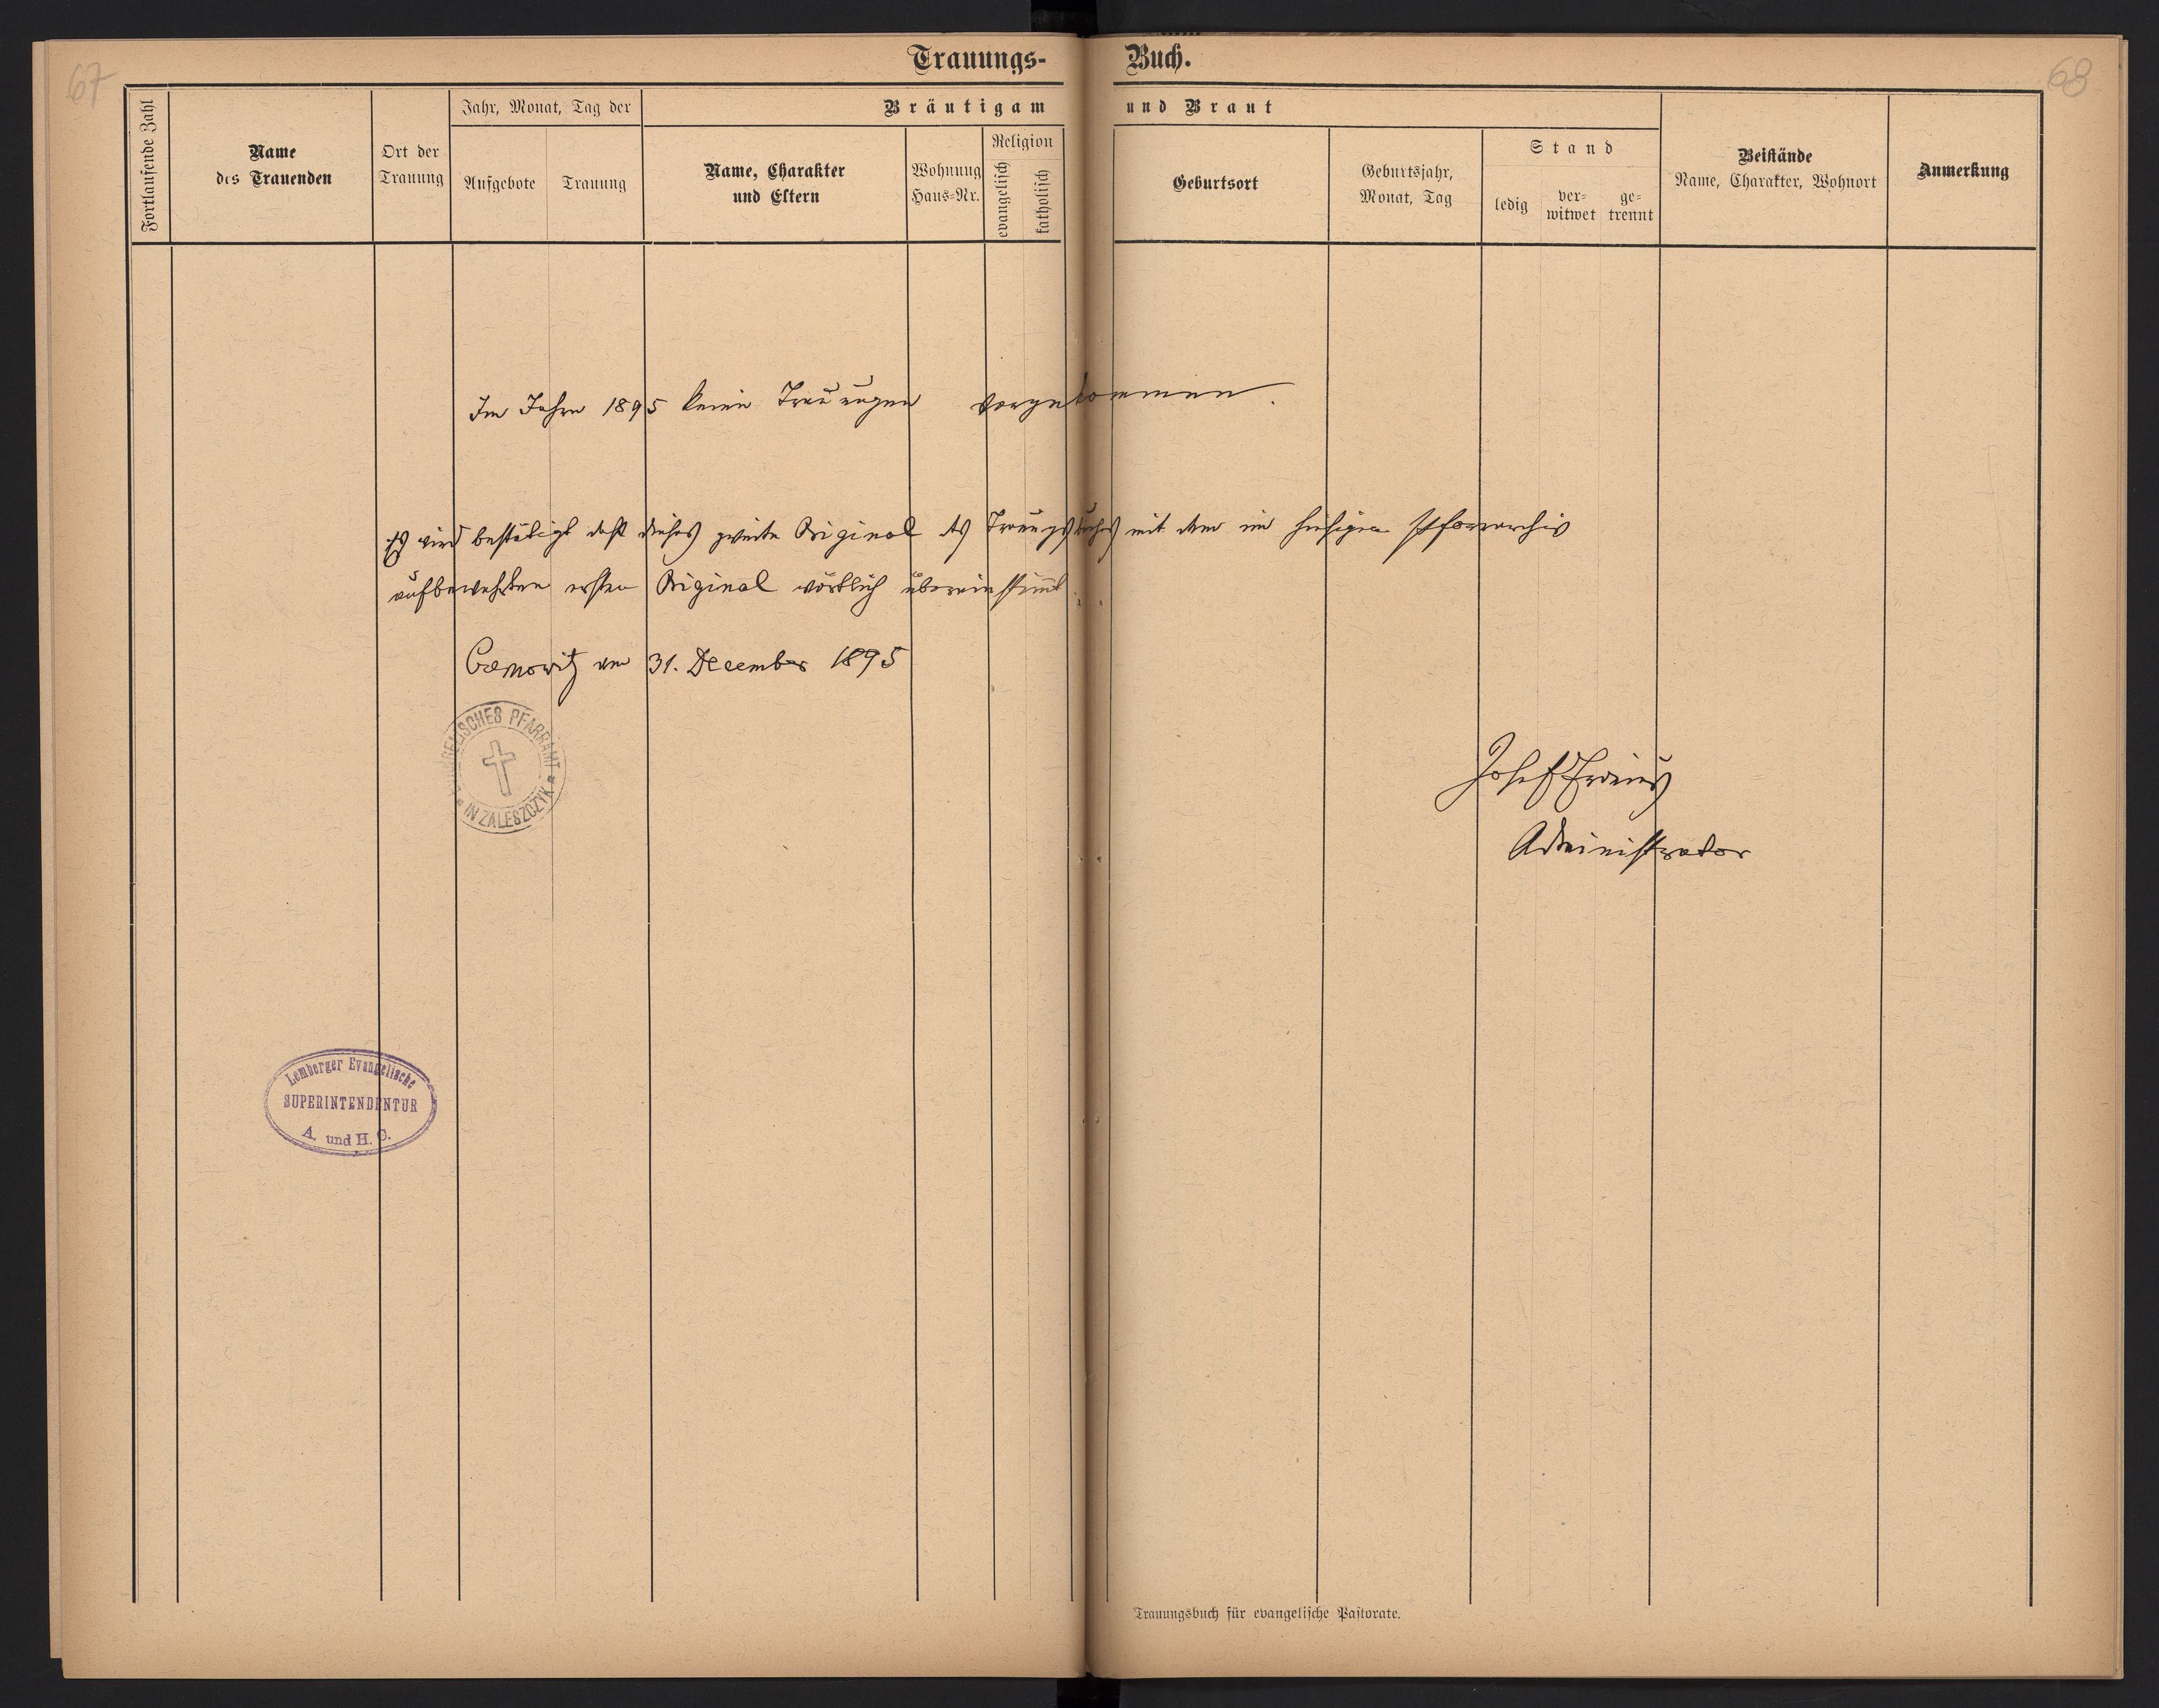 67
68
Trauungs- Buch.
Fortlaufende Zahl
Name
des Trauenden
Ort der
Trauung
Jahr, Monat, Tag der
Aufgebote
Trauung
Bräutigam und Braut
Name, Charakter
und Eltern
Wohnung
Haus-Nr.
Religion
evangelisch
katholisch
Geburtsort
Geburtsjahr,
Monat, Tag
Stand
ledig
ver-
witwet
ge-
trennt
Beistände
Name, Charakter, Wohnort
Anmerkung
Im Jahre 1895 keine Trauungen vorgekommen.
Es wird bestätigt daß dieses zweite Original des mit dem im hiesigen Pfarrarchiv
aufbewahrten ersten Original wörtlich übereinstimmt.
am 31. December 1895
EVANGELISCHES PFARRAMT
IN ZALESZCZYK
Josef
Administrator
Lemberger Evangelische
SUPERINTENDENTUR
A. und H. C.
Trauungsbuch für evangelische Pastorate.